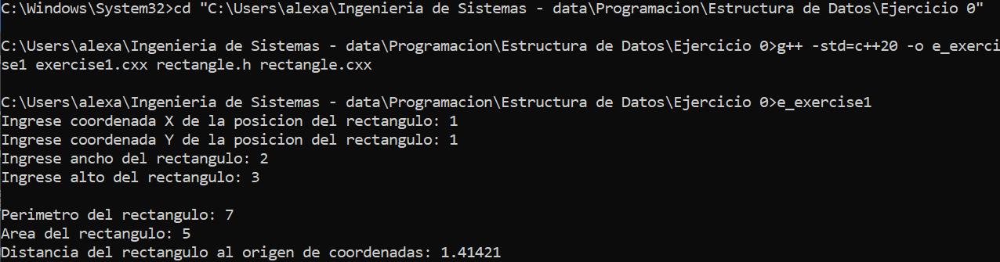 C:\Windows\System32>cd "C:\Users\alexa\Ingenieria de Sistemas - data\Programacion\Estructura de Datos\Ejercicio 0"
C:\Users\alexa\Ingenieria de Sistemas - data\Programacion\Estructura de Datos\Ejercicio 0>g++ -std=c++20 -o e_exerci
se1 exercise1.cxx rectangle.h rectangle.cxx
C:\Users\alexa\Ingenieria de Sistemas - data\Programacion\Estructura de Datos\Ejercicio 0>e_exercise1
Ingrese coordenada X de la posicion del rectangulo: 1
Ingrese coordenada Y de la posicion del rectangulo: 1
Ingrese ancho del rectangulo: 2
Ingrese alto del rectangulo: 3
Perimetro del rectangulo: 7
Area del rectangulo: 5
Distancia del rectangulo al origen de coordenadas: 1.41421